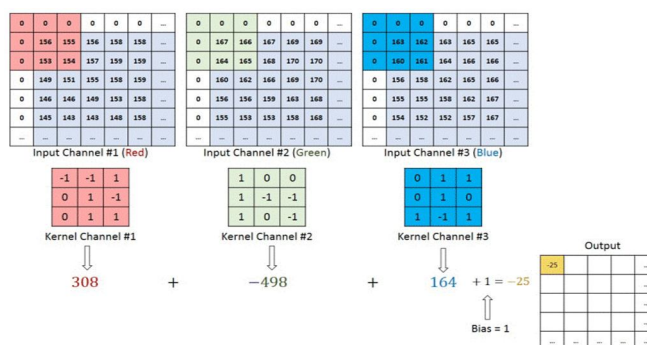 0 0 0 0 0 0 ...
0 156 155 156 158 158 ...
0 153 154 157 159 159 ...
0 149 151 155 158 159 ...
0 146 146 149 153 158 ...
0 145 143 143 148 158 ...
... ... ... ... ... ... ...
Input Channel #1 (Red)
0 0 0 0 0 0 ...
0 167 166 167 169 169 ...
0 164 165 168 170 170 ...
0 160 162 166 169 170 ...
0 156 156 159 163 168 ...
0 155 153 153 158 168 ...
... ... ... ... ... ... ...
Input Channel #2 (Green)
0 0 0 0 0 0 ...
0 163 162 163 165 165 ...
0 160 161 164 166 166 ...
0 156 158 162 165 166 ...
0 155 155 158 162 167 ...
0 154 152 152 157 167 ...
... ... ... ... ... ... ...
Input Channel #3 (Blue)
-1 -1 1
0 1 -1
0 1 1
Kernel Channel #1
1 0 0
1 -1 -1
1 0 -1
Kernel Channel #2
0 1 1
0 1 0
1 -1 1
Kernel Channel #3
308 + −498 + 164 + 1 = −25
Bias = 1
Output
-25 ...
...
...
...
... ... ... ... ...